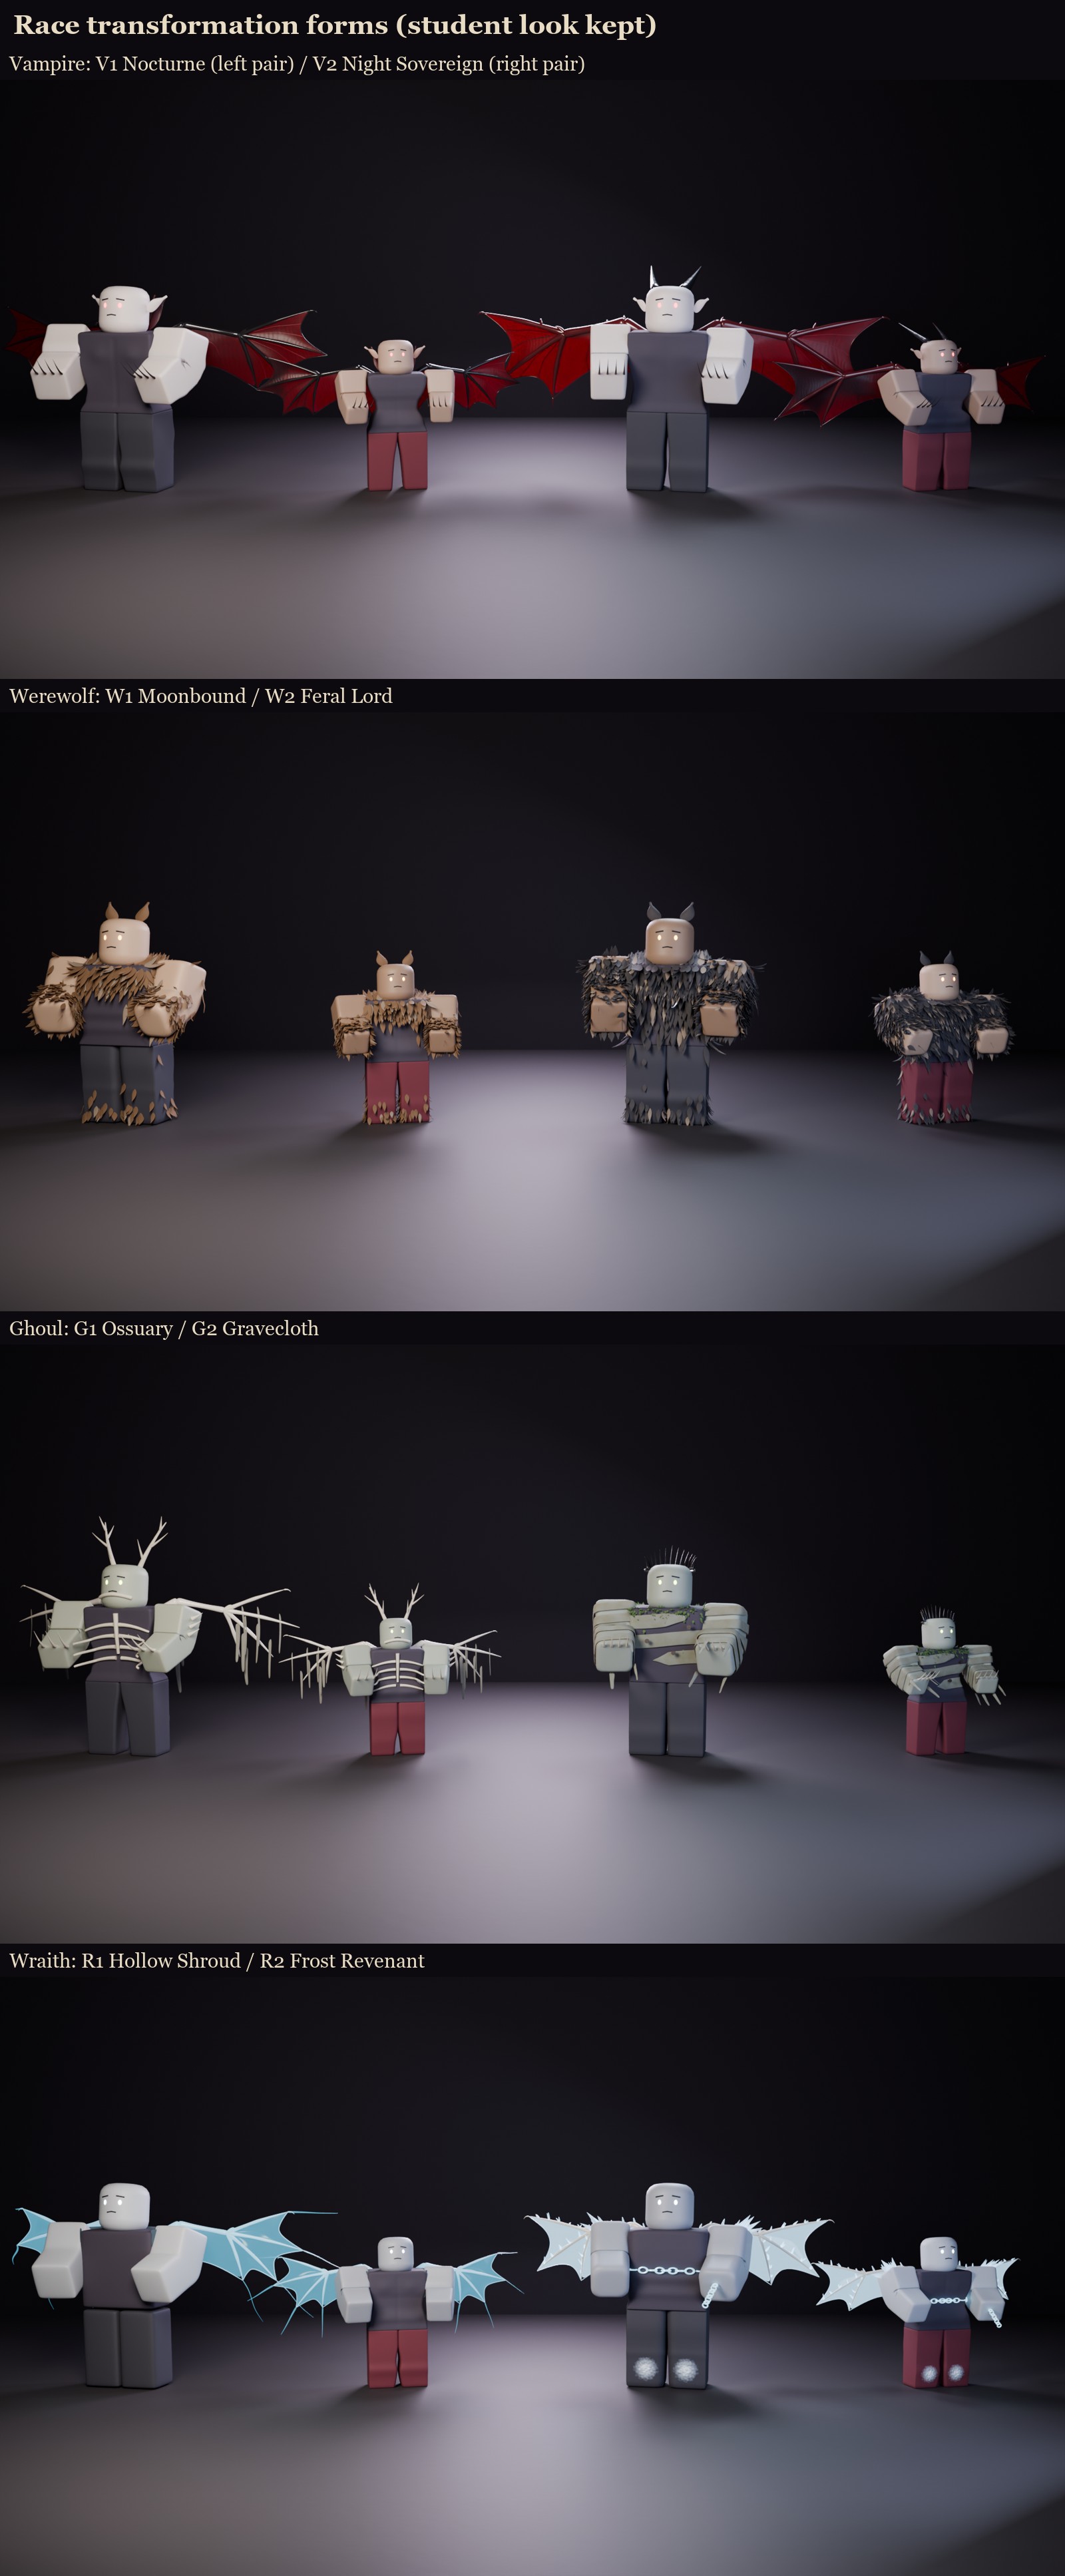 Race transformation forms (student look kept)
Vampire: V1 Nocturne (left pair) / V2 Night Sovereign (right pair)
Werewolf: W1 Moonbound / W2 Feral Lord
Ghoul: G1 Ossuary / G2 Gravecloth
Wraith: R1 Hollow Shroud / R2 Frost Revenant